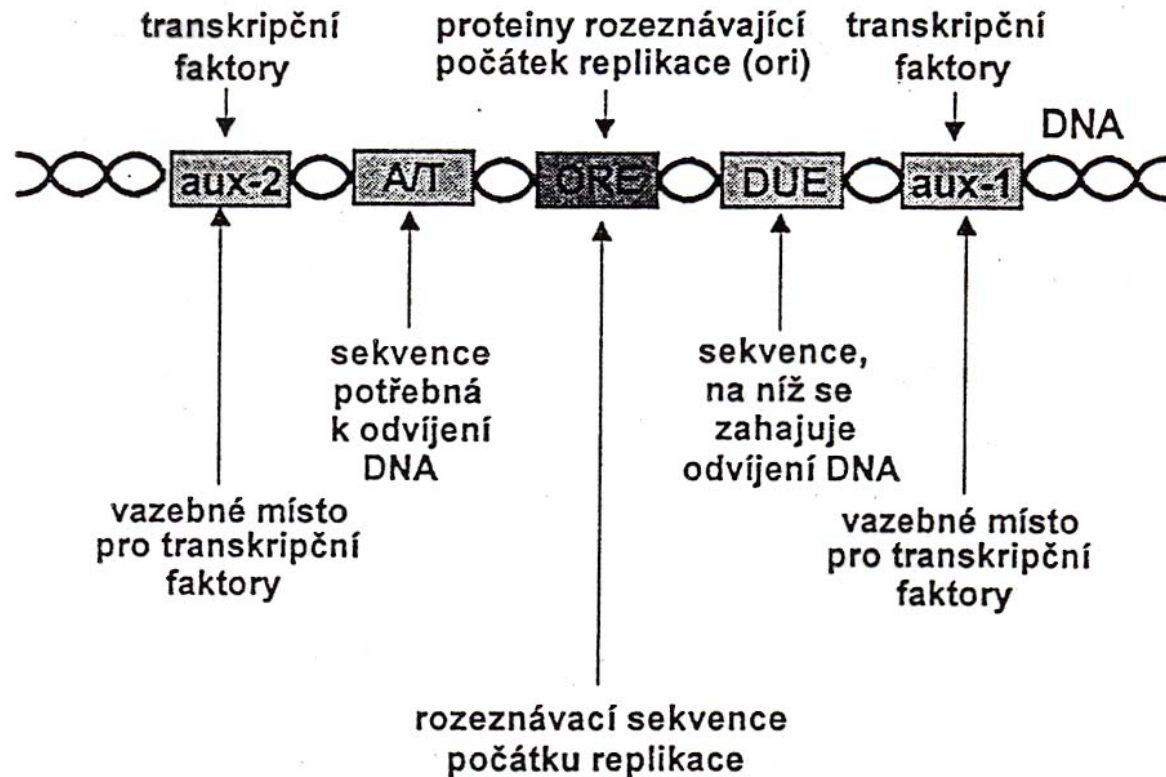 transkripční
faktory
proteiny rozeznávající
počátek replikace (ori)
transkripční
faktory
DNA
aux-2
A/T
ORE
DUE
aux-1
sekvence
potřebná
k odvíjení
DNA
sekvence,
na níž se
zahajuje
odvíjení DNA
vazebné místo
pro transkripční
faktory
vazebné místo
pro transkripční
faktory
rozeznávací sekvence
počátku replikace